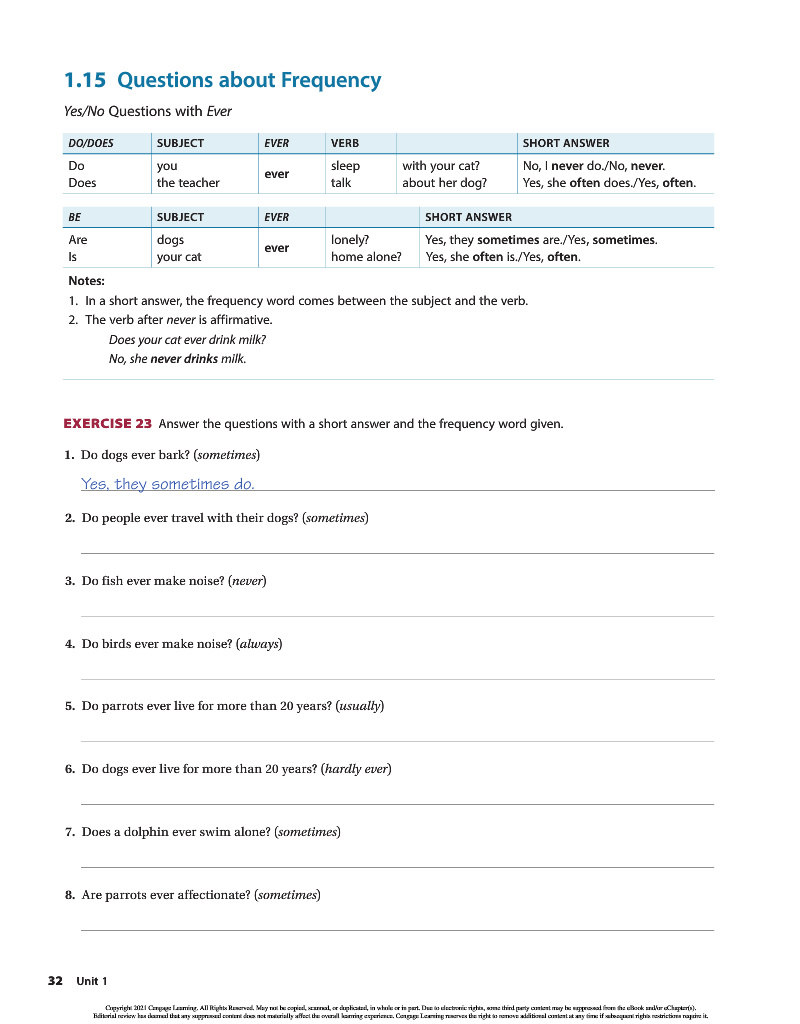 1.15 Questions about Frequency
Yes/No Questions with Ever
DO/DOES SUBJECT EVER VERB SHORT ANSWER
Do you ever sleep with your cat? No, I never do./No, never.
Does the teacher talk about her dog? Yes, she often does./Yes, often.
BE SUBJECT EVER SHORT ANSWER
Are dogs ever lonely? Yes, they sometimes are./Yes, sometimes.
Is your cat home alone? Yes, she often is./Yes, often.
Notes:
1. In a short answer, the frequency word comes between the subject and the verb.
2. The verb after never is affirmative.
Does your cat ever drink milk?
No, she never drinks milk.
EXERCISE 23 Answer the questions with a short answer and the frequency word given.
1. Do dogs ever bark? (sometimes)
Yes, they sometimes do.
2. Do people ever travel with their dogs? (sometimes)
3. Do fish ever make noise? (never)
4. Do birds ever make noise? (always)
5. Do parrots ever live for more than 20 years? (usually)
6. Do dogs ever live for more than 20 years? (hardly ever)
7. Does a dolphin ever swim alone? (sometimes)
8. Are parrots ever affectionate? (sometimes)
32 Unit 1
Copyright 2021 Cengage Learning. All Rights Reserved. May not be copied, scanned, or duplicated, in whole or in part. Due to electronic rights, some third party content may be suppressed from the eBook and/or eChapter(s).
Editorial review has deemed that any suppressed content does not materially affect the overall learning experience. Cengage Learning reserves the right to remove additional content at any time if subsequent rights restrictions require it.